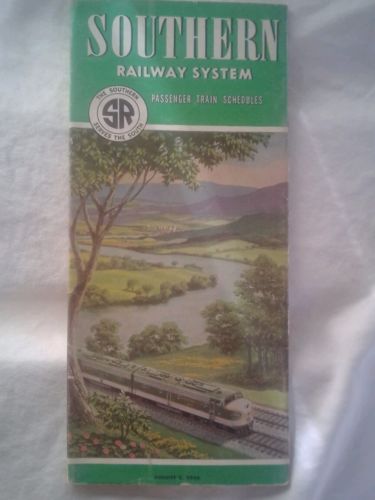 SOUTHERN
RAILWAY SYSTEM
PASSENGER TRAIN SCHEDULES
THE SOUTHERN
SR
SERVES THE SOUTH